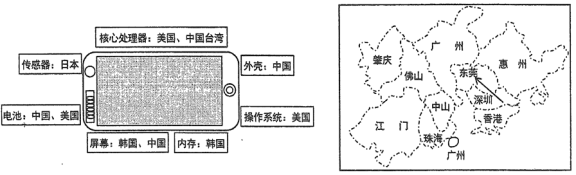 核心处理器：美国、中国台湾
传感器：日本
外壳：中国
电池：中国、美国
操作系统：美国
屏幕：韩国、中国
内存：韩国
广州
肇庆
惠州
佛山
东莞
深圳
中山
香港
江门
珠海
广州